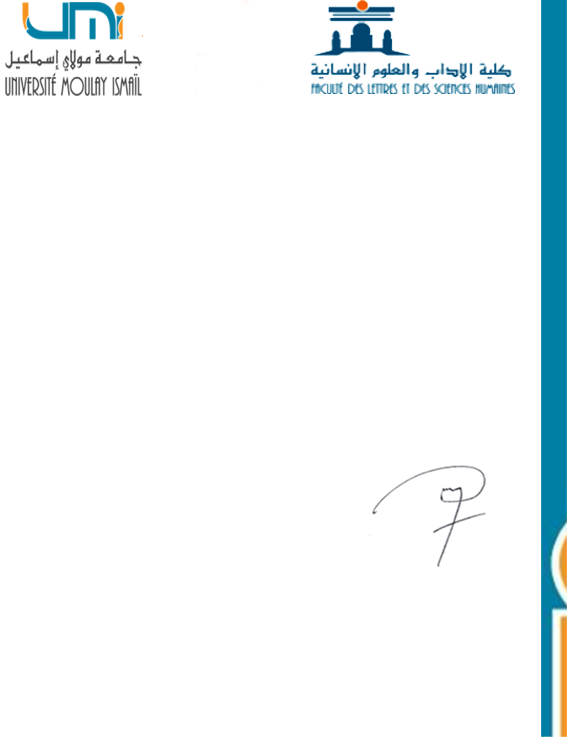 umi
جامعة مولاي إسماعيل
UNIVERSITÉ MOULAY ISMAÏL
كلية الآداب والعلوم الإنسانية
FACULTÉ DES LETTRES ET DES SCIENCES HUMAINES